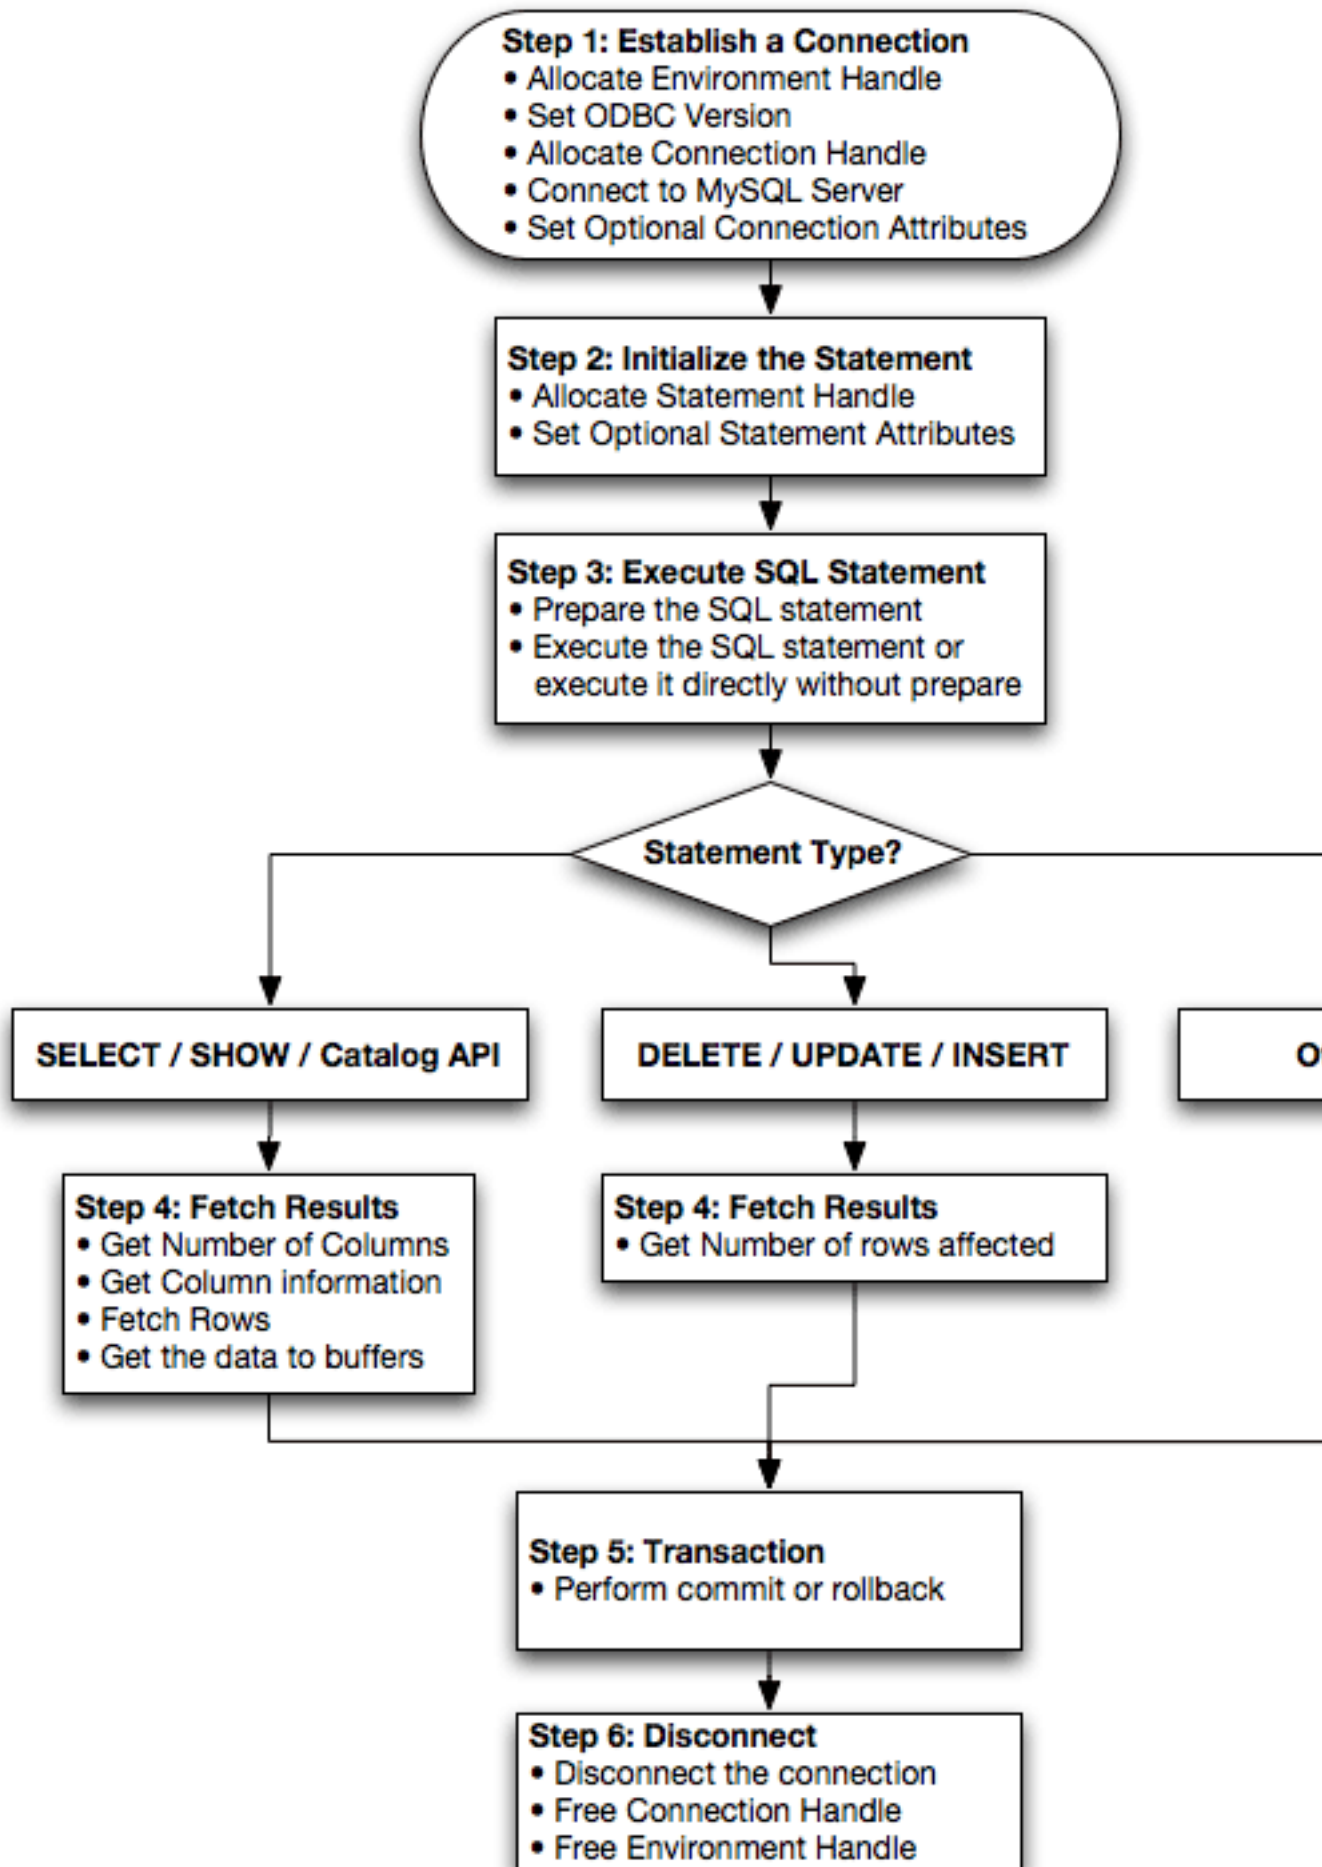 Step 1: Establish a Connection
• Allocate Environment Handle
• Set ODBC Version
• Allocate Connection Handle
• Connect to MySQL Server
• Set Optional Connection Attributes
Step 2: Initialize the Statement
• Allocate Statement Handle
• Set Optional Statement Attributes
Step 3: Execute SQL Statement
• Prepare the SQL statement
• Execute the SQL statement or
execute it directly without prepare
Statement Type?
SELECT / SHOW / Catalog API
DELETE / UPDATE / INSERT
Step 4: Fetch Results
• Get Number of Columns
• Get Column information
• Fetch Rows
• Get the data to buffers
Step 4: Fetch Results
• Get Number of rows affected
Step 5: Transaction
• Perform commit or rollback
Step 6: Disconnect
• Disconnect the connection
• Free Connection Handle
• Free Environment Handle